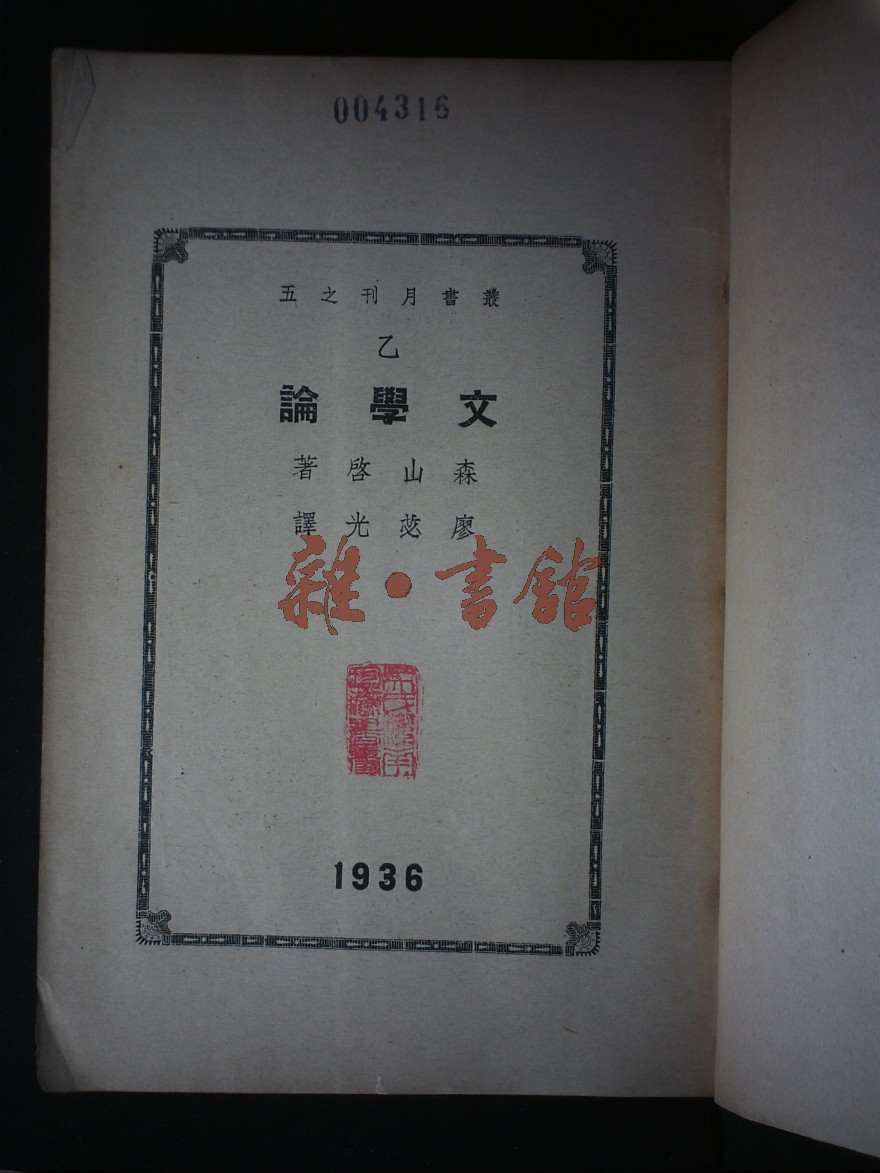 004316
叢書月刊之五
乙
文學論
森山啓著
廖苾光譯
雜·書館
1936